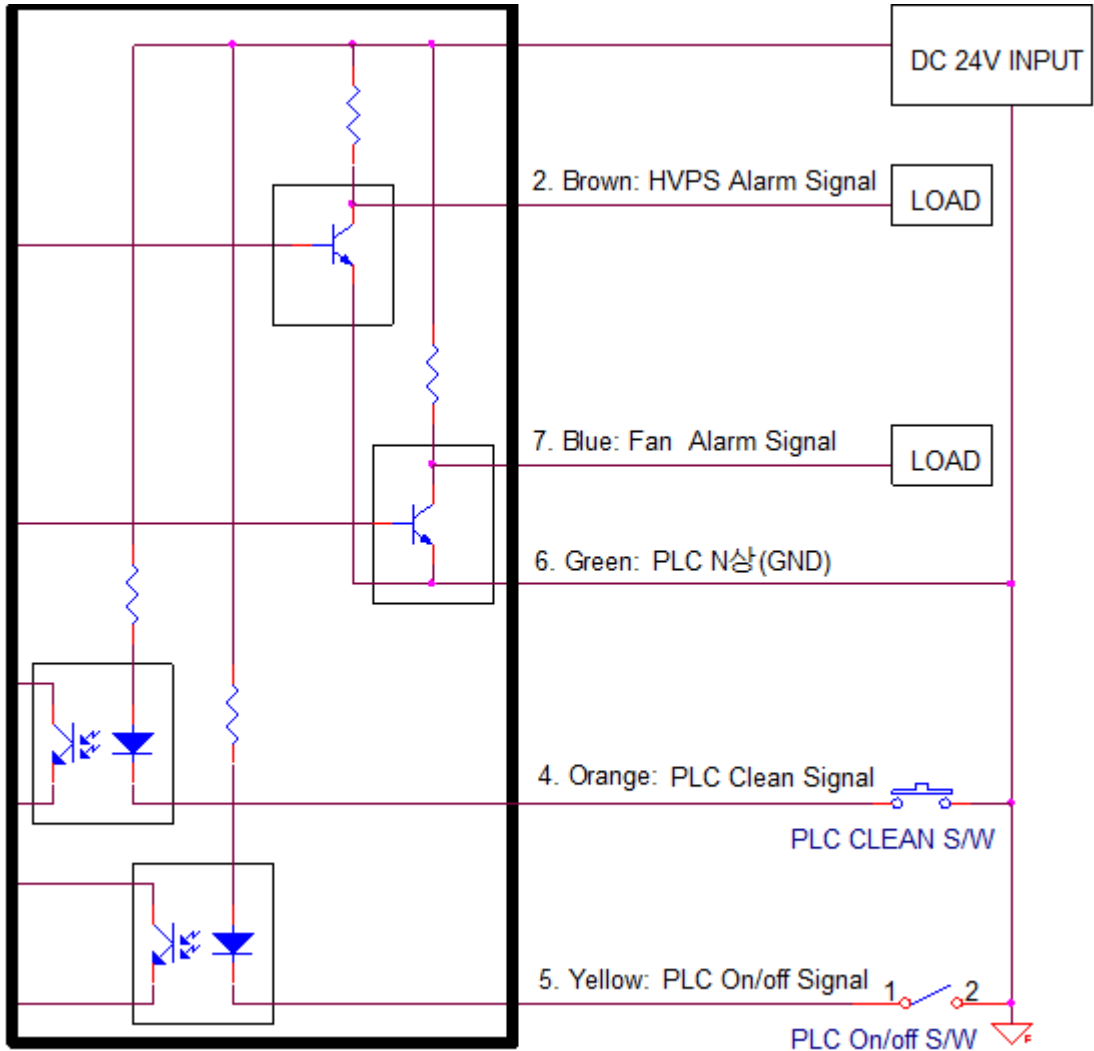 DC 24V INPUT
2. Brown: HVPS Alarm Signal
LOAD
7. Blue: Fan Alarm Signal
LOAD
6. Green: PLC N상(GND)
4. Orange: PLC Clean Signal
PLC CLEAN S/W
5. Yellow: PLC On/off Signal
1 2
PLC On/off S/W
F